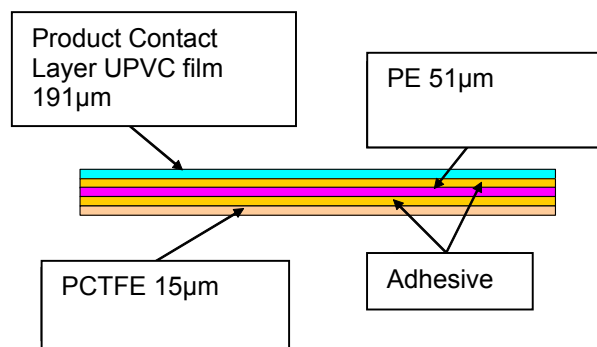 Product Contact
Layer UPVC film
191µm
PE 51µm
PCTFE 15µm
Adhesive